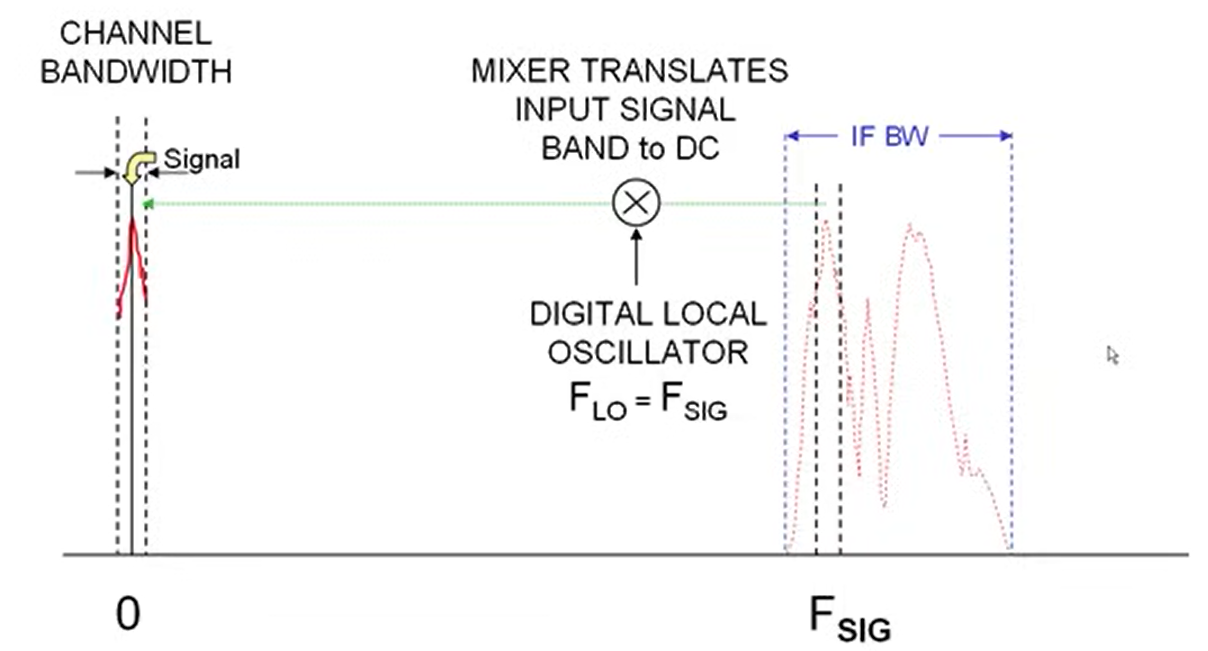 CHANNEL
BANDWIDTH
Signal
MIXER TRANSLATES
INPUT SIGNAL
BAND to DC
IF BW
DIGITAL LOCAL
OSCILLATOR
FLO = FSIG
0
FSIG